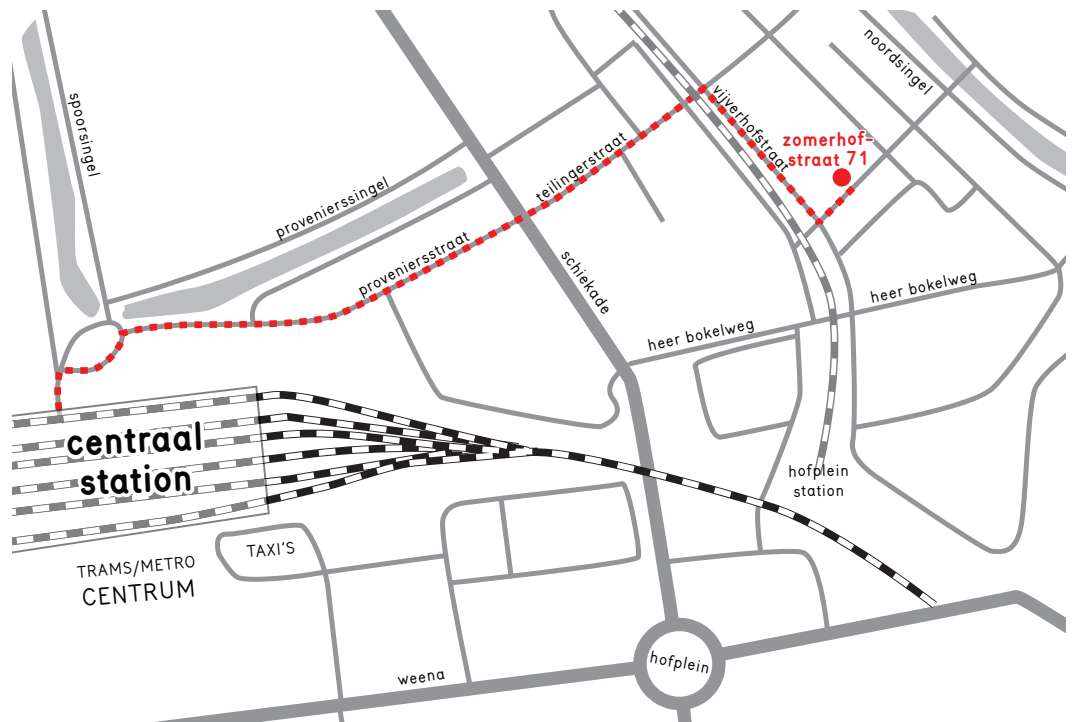 noordsingel
spoorsingel
vijverhofstraat
zomerhof-
straat 71
teilingerstraat
provenierssingel
proveniersstraat
schiekade
heer bokelweg
heer bokelweg
centraal
station
hofplein
station
TAXI'S
TRAMS/METRO
CENTRUM
hofplein
weena